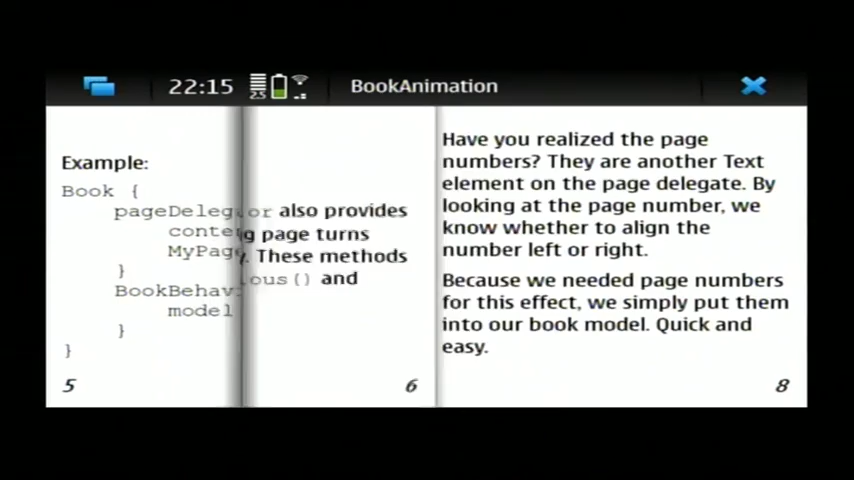 22:15
2.5
BookAnimation
Example:
Book {
pageDeleg
conte
MyPag
}
BookBehav
model
}
}
5
or also provides
g page turns
. These methods
ous() and
6
Have you realized the page
numbers? They are another Text
element on the page delegate. By
looking at the page number, we
know whether to align the
number left or right.
Because we needed page numbers
for this effect, we simply put them
into our book model. Quick and
easy.
8